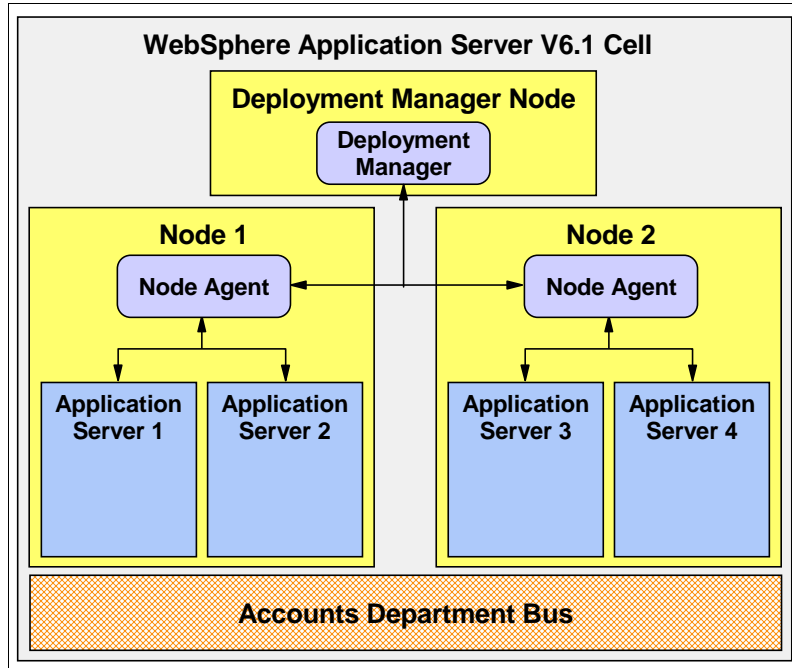 WebSphere Application Server V6.1 Cell
Deployment Manager Node
Deployment
Manager
Node 1
Node Agent
Application
Server 1
Application
Server 2
Node 2
Node Agent
Application
Server 3
Application
Server 4
Accounts Department Bus